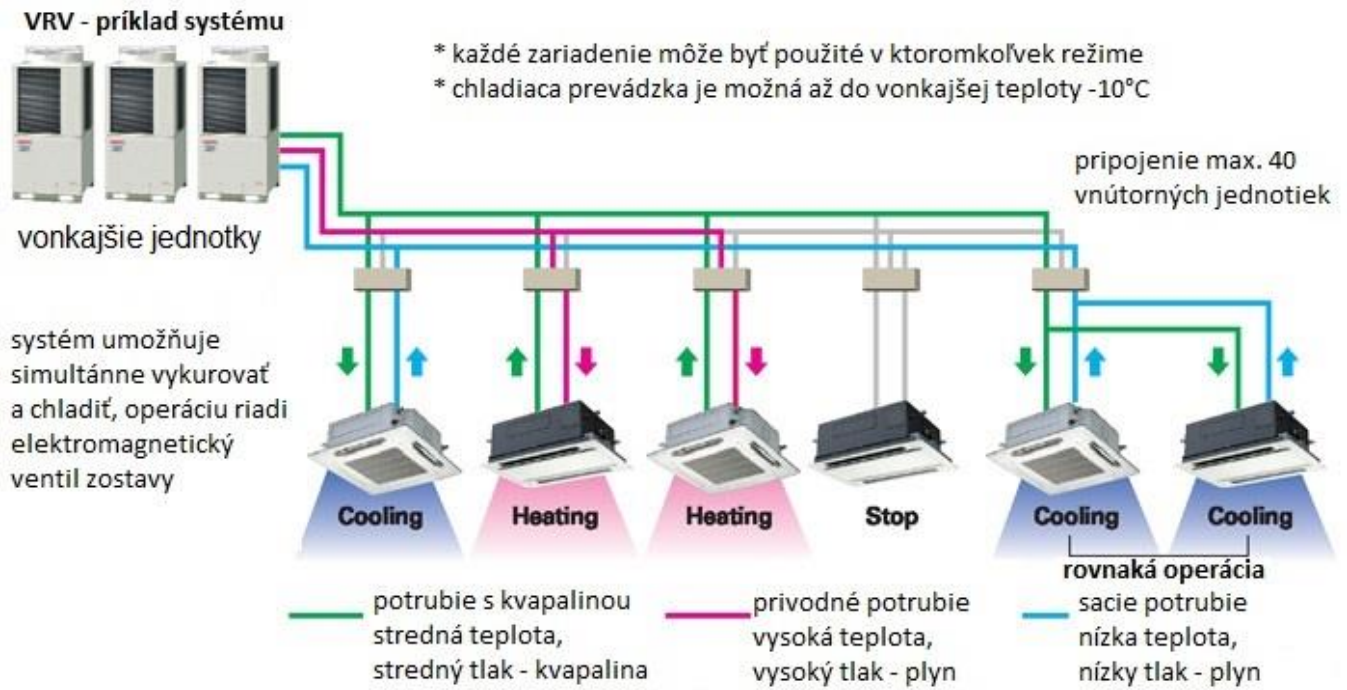 VRV - príklad systému
* každé zariadenie môže byť použité v ktoromkoľvek režime
* chladiaca prevádzka je možná až do vonkajšej teploty -10°C
pripojenie max. 40
vnútorných jednotiek
vonkajšie jednotky
systém umožňuje
simultánne vykurovať
a chladiť, operáciu riadi
elektromagnetický
ventil zostavy
Cooling
Heating
Heating
Stop
Cooling
Cooling
rovnaká operácia
potrubie s kvapalinou
stredná teplota,
stredný tlak - kvapalina
privodné potrubie
vysoká teplota,
vysoký tlak - plyn
sacie potrubie
nízka teplota,
nízky tlak - plyn